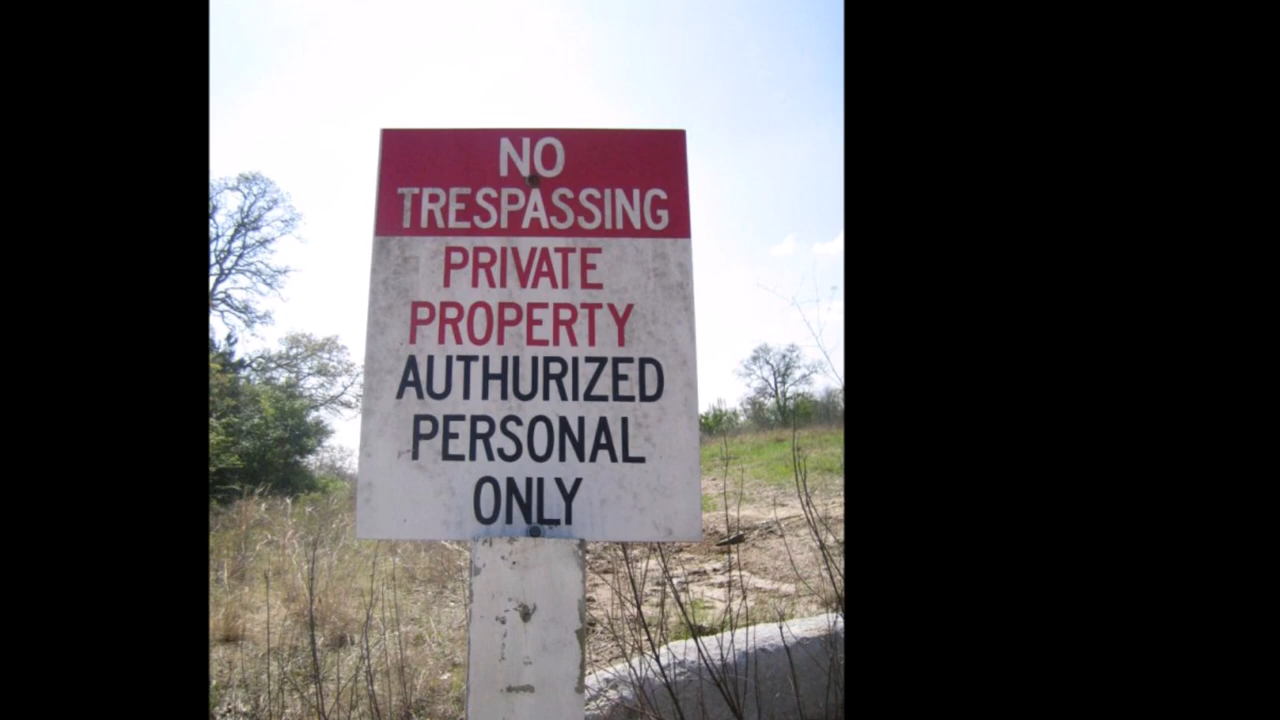 NO
TRESPASSING
PRIVATE
PROPERTY
AUTHURIZED
PERSONAL
ONLY